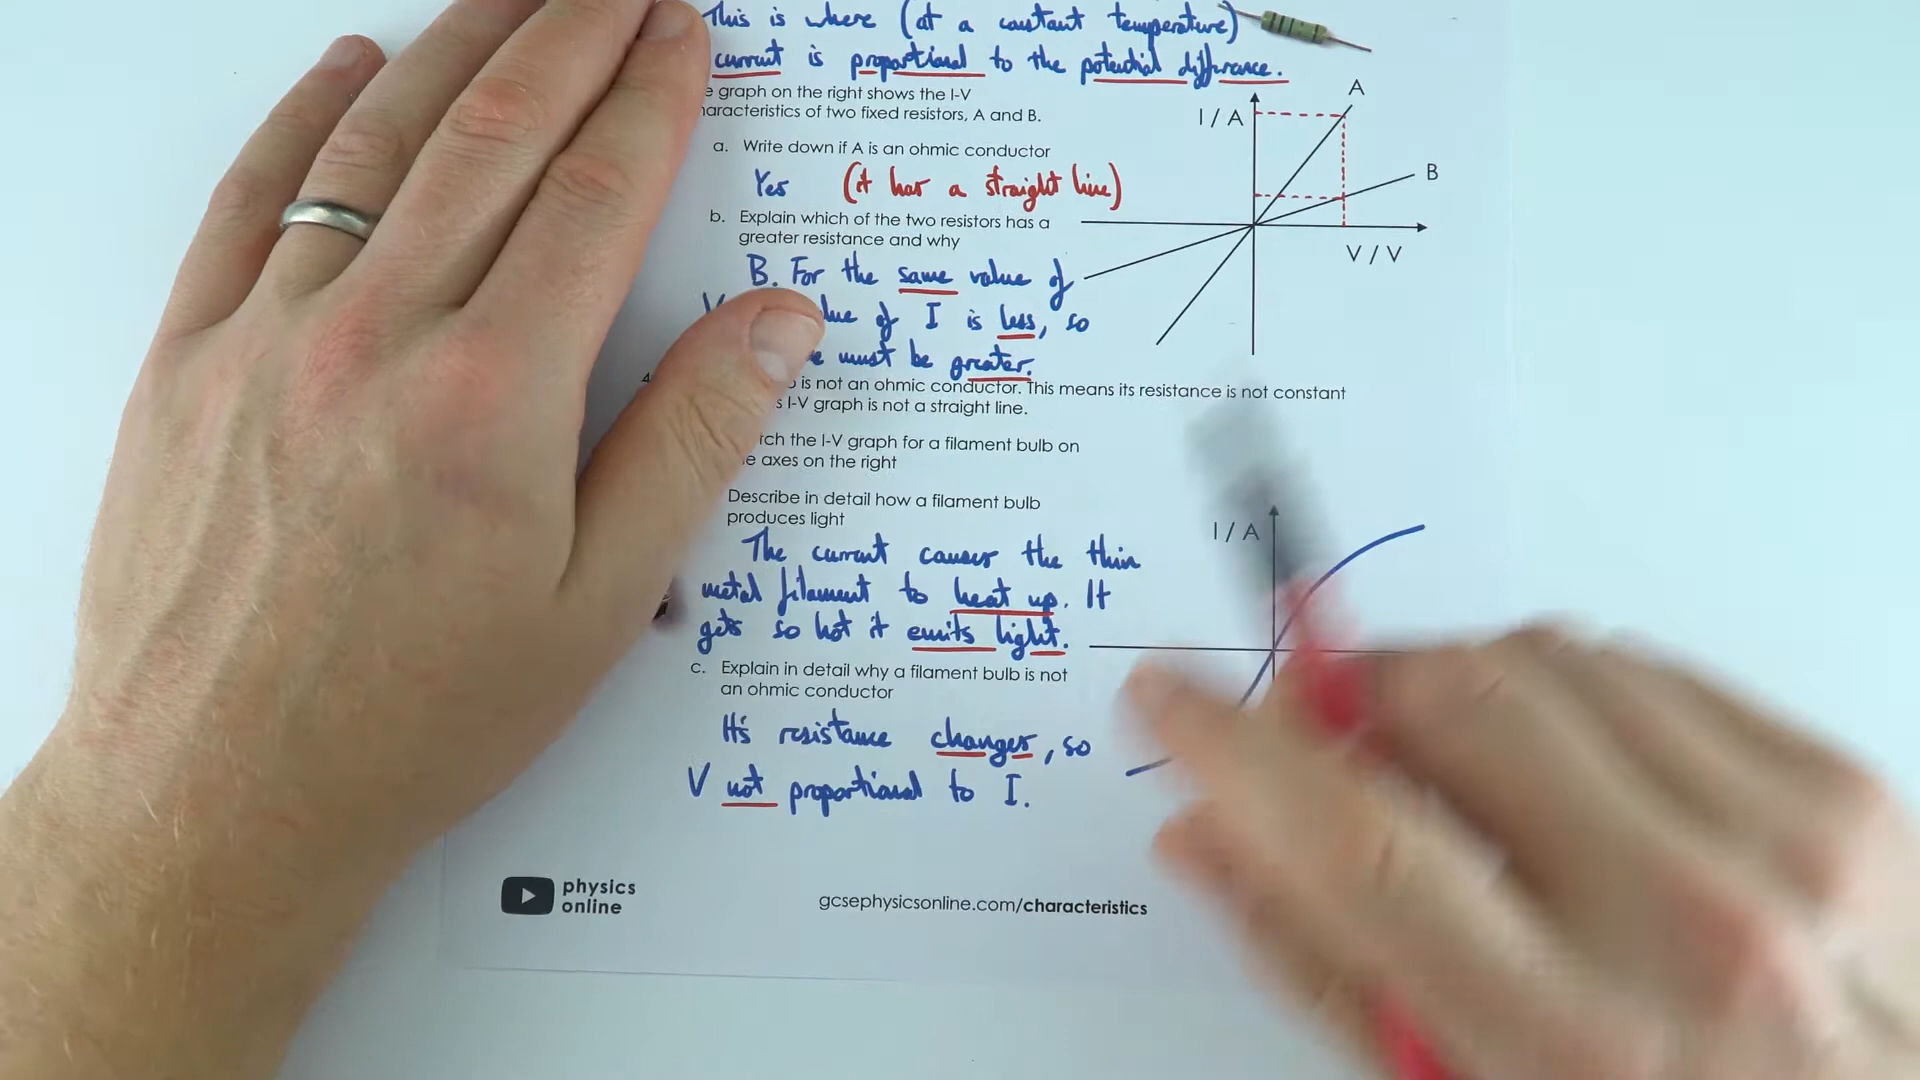 This is where (at a constant temperature)
current is proportional to the potential difference.
graph on the right shows the I-V
of two fixed resistors, A and B.
a. Write down if A is an ohmic conductor
Yes (it has a straight line)
b. Explain which of the two resistors has a
greater resistance and why
B. For the same value of
of I is less, so
must be greater.
I / A
A
B
V / V
4
is not an ohmic conductor. This means its resistance is not constant
I-V graph is not a straight line.
the I-V graph for a filament bulb on
axes on the right
Describe in detail how a filament bulb
produces light
The current causes the thin
metal filament to heat up. It
gets so hot it emits light.
I / A
c. Explain in detail why a filament bulb is not
an ohmic conductor
It's resistance changes, so
V not proportional to I.
physics
online
gcsephysicsonline.com/characteristics